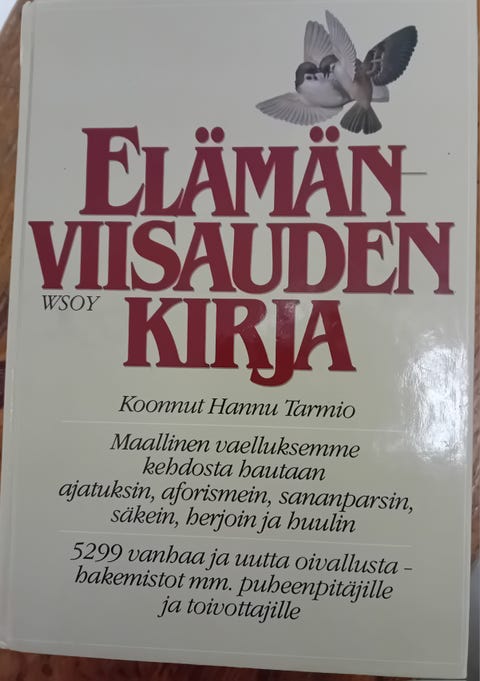 ELÄMÄN-
VIISAUDEN
WSOY
KIRJA
Koonnut Hannu Tarmio
Maallinen vaelluksemme
kehdosta hautaan
ajatuksin, aforismein, sananparsin,
säkein, herjoin ja huulin
5299 vanhaa ja uutta oivallusta –
hakemistot mm. puheenpitäjille
ja toivottajille